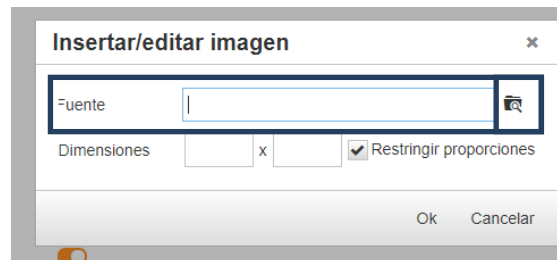 Insertar/editar imagen ×
Fuente
Dimensiones x Restringir proporciones
Ok Cancelar